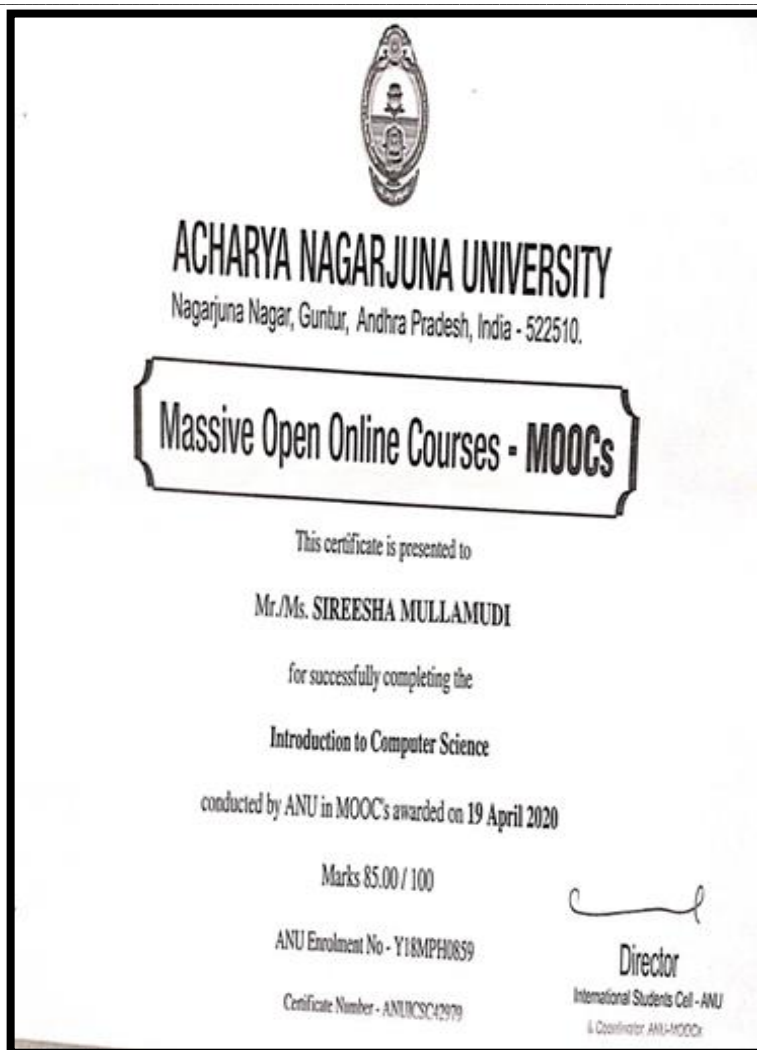 ACHARYA NAGARJUNA UNIVERSITY
Nagarjuna Nagar, Guntur, Andhra Pradesh, India - 522510.
Massive Open Online Courses - MOOCs
This certificate is presented to
Mr./Ms. SIREESHA MULLAMUDI
for successfully completing the
Introduction to Computer Science
conducted by ANU in MOOC's awarded on 19 April 2020
Marks 85.00 / 100
ANU Enrolment No - Y18MPH0859
Certificate Number - ANUICSC42979
Director
International Students Cell - ANU
& Coordinator ANU-MOOCs